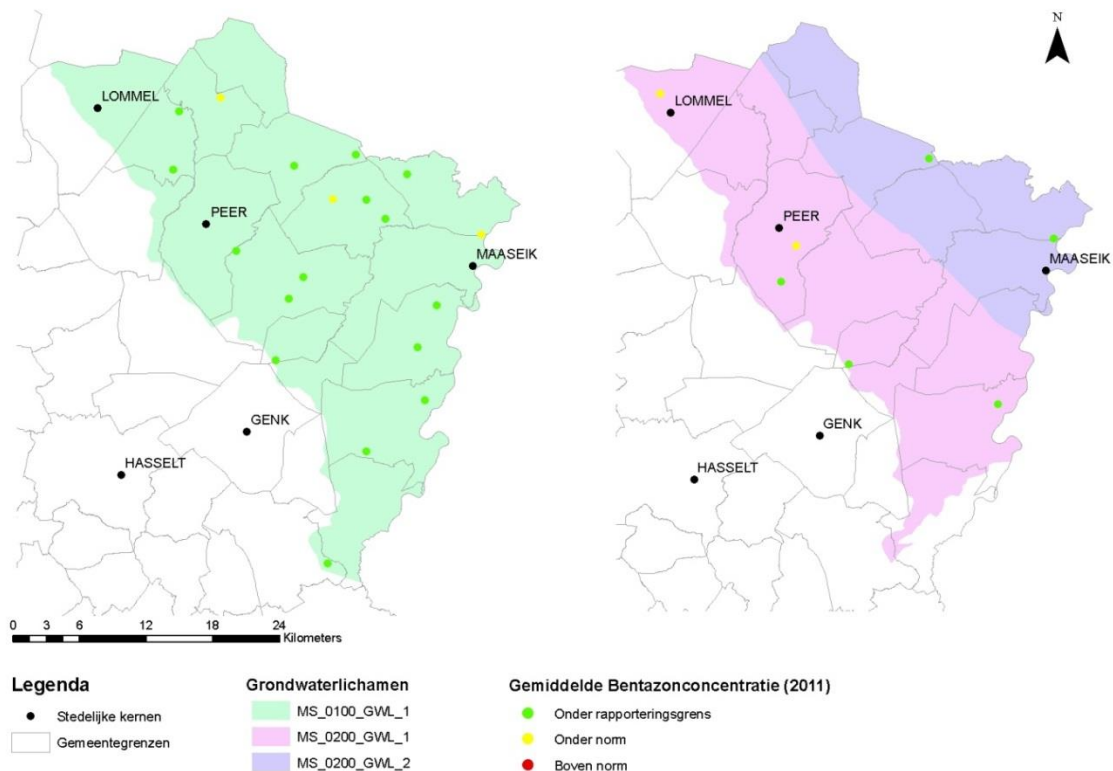 N
LOMMEL
PEER
MAASEIK
GENK
HASSELT
LOMMEL
PEER
MAASEIK
GENK
HASSELT
0 3 6 12 18 24
Kilometers
Legenda
Stedelijke kernen
Gemeentegrenzen
Grondwaterlichamen
MS_0100_GWL_1
MS_0200_GWL_1
MS_0200_GWL_2
Gemiddelde Bentazonconcentratie (2011)
Onder rapporteringsgrens
Onder norm
Boven norm